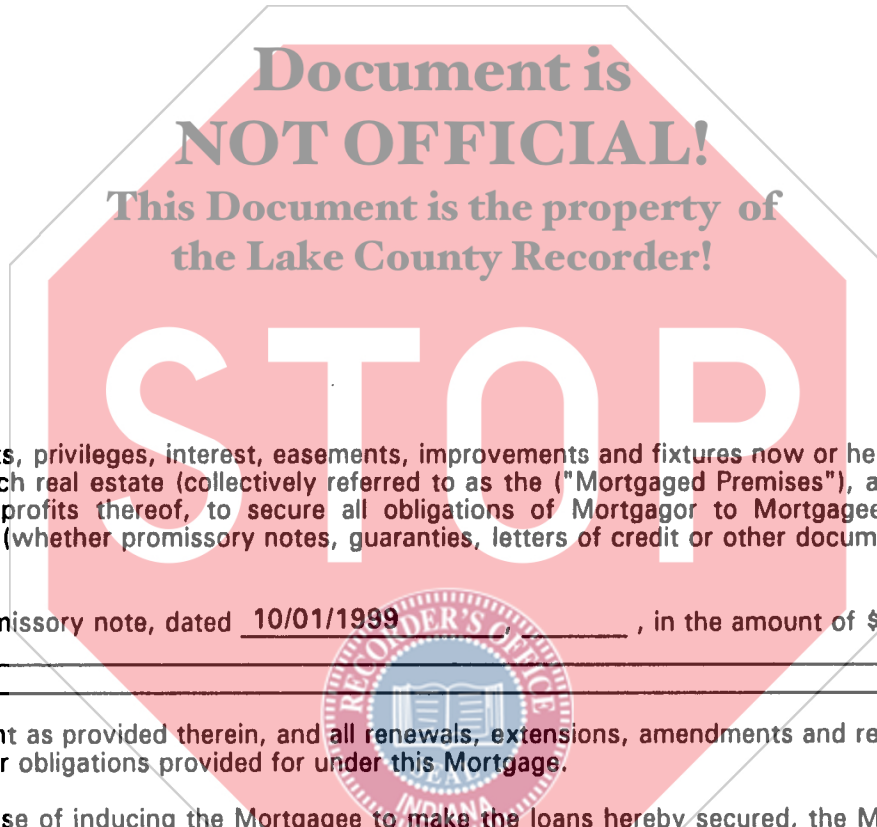 Document is
NOT OFFICIAL!
This Document is the property of
the Lake County Recorder!
STOP
privileges, interest, easements, improvements and fixtures now or
real estate (collectively referred to as the ("Mortgaged Premises"),
profits thereof, to secure all obligations of Mortgagor to
(whether promissory notes, guaranties, letters of credit or other
note, dated 10/01/1999 , , in the amount of $
as provided therein, and all renewals, extensions, amendments and
obligations provided for under this Mortgage.
of inducing the Mortgagee to make the loans hereby secured, the
RECORDER'S OFFICE
SEAL
INDIANA